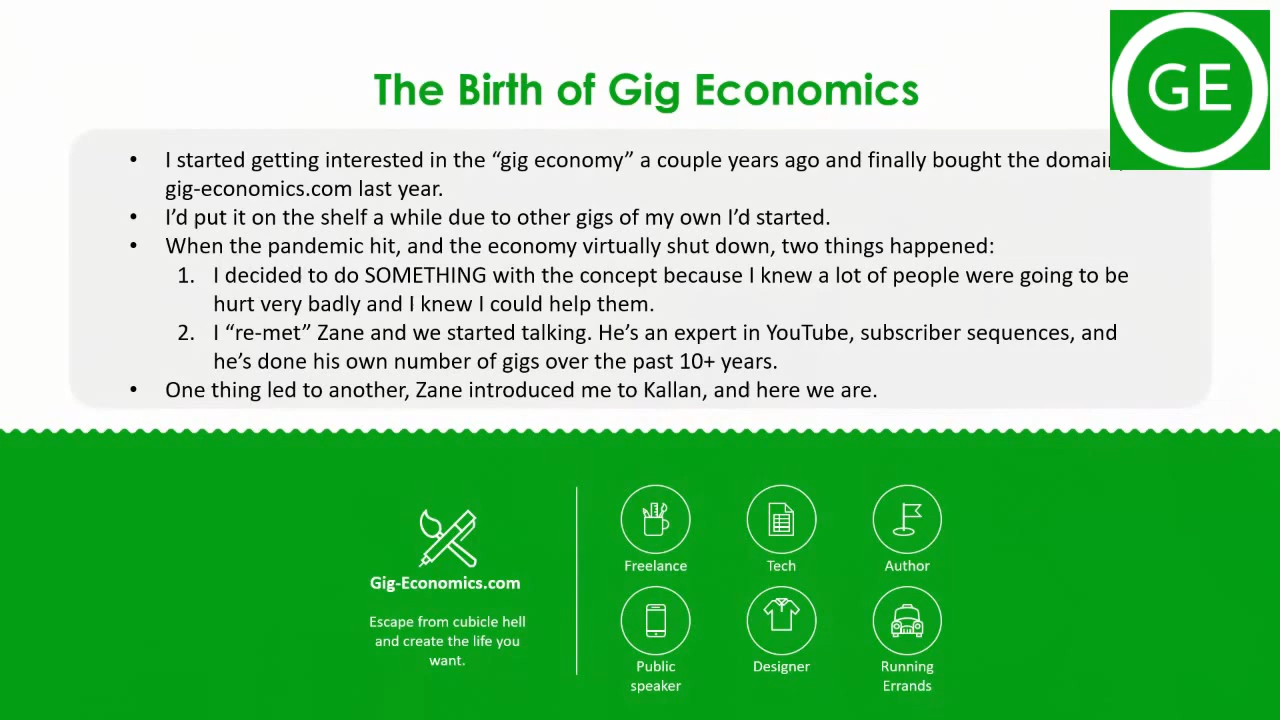 GE
The Birth of Gig Economics
• I started getting interested in the “gig economy” a couple years ago and finally bought the domain,
gig-economics.com last year.
• I’d put it on the shelf a while due to other gigs of my own I’d started.
• When the pandemic hit, and the economy virtually shut down, two things happened:
1. I decided to do SOMETHING with the concept because I knew a lot of people were going to be
hurt very badly and I knew I could help them.
2. I “re-met” Zane and we started talking. He’s an expert in YouTube, subscriber sequences, and
he’s done his own number of gigs over the past 10+ years.
• One thing led to another, Zane introduced me to Kallan, and here we are.
Gig-Economics.com
Escape from cubicle hell
and create the life you
want.
Freelance
Tech
Author
Public
speaker
Designer
Running
Errands